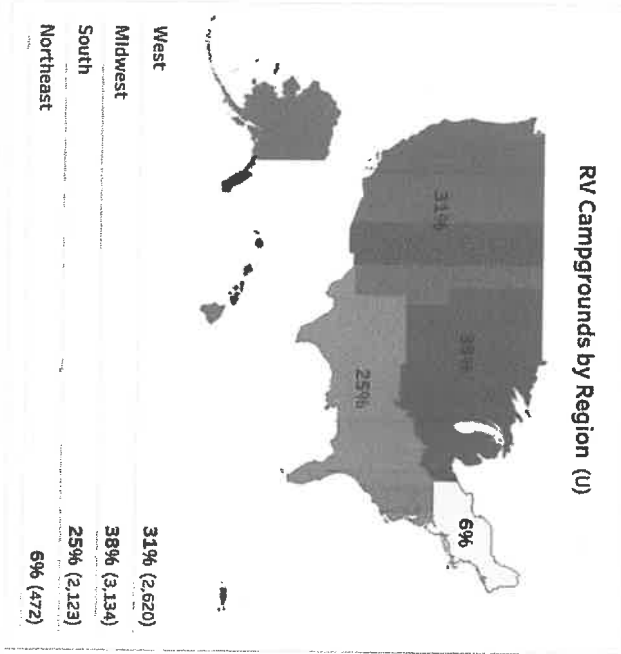 RV Campgrounds by Region (U)
31%
38%
25%
6%
West 31% (2,620)
Midwest 38% (3,134)
South 25% (2,123)
Northeast 6% (472)